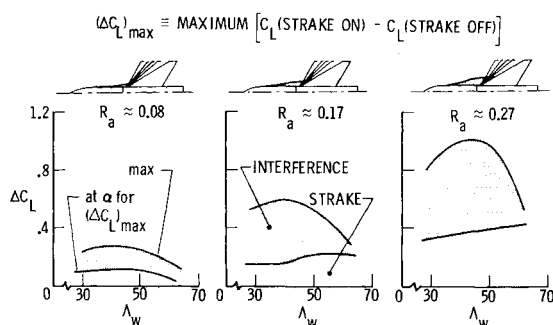 (ΔC_L)_max ≡ MAXIMUM [C_L(STRAKE ON) - C_L(STRAKE OFF)]
R_a ≈ 0.08
R_a ≈ 0.17
R_a ≈ 0.27
1.2
.8
ΔC_L
.4
0
max
at α for
(ΔC_L)_max
INTERFERENCE
STRAKE
30 50 70
30 50 70
30 50 70
Λ_w
Λ_w
Λ_w